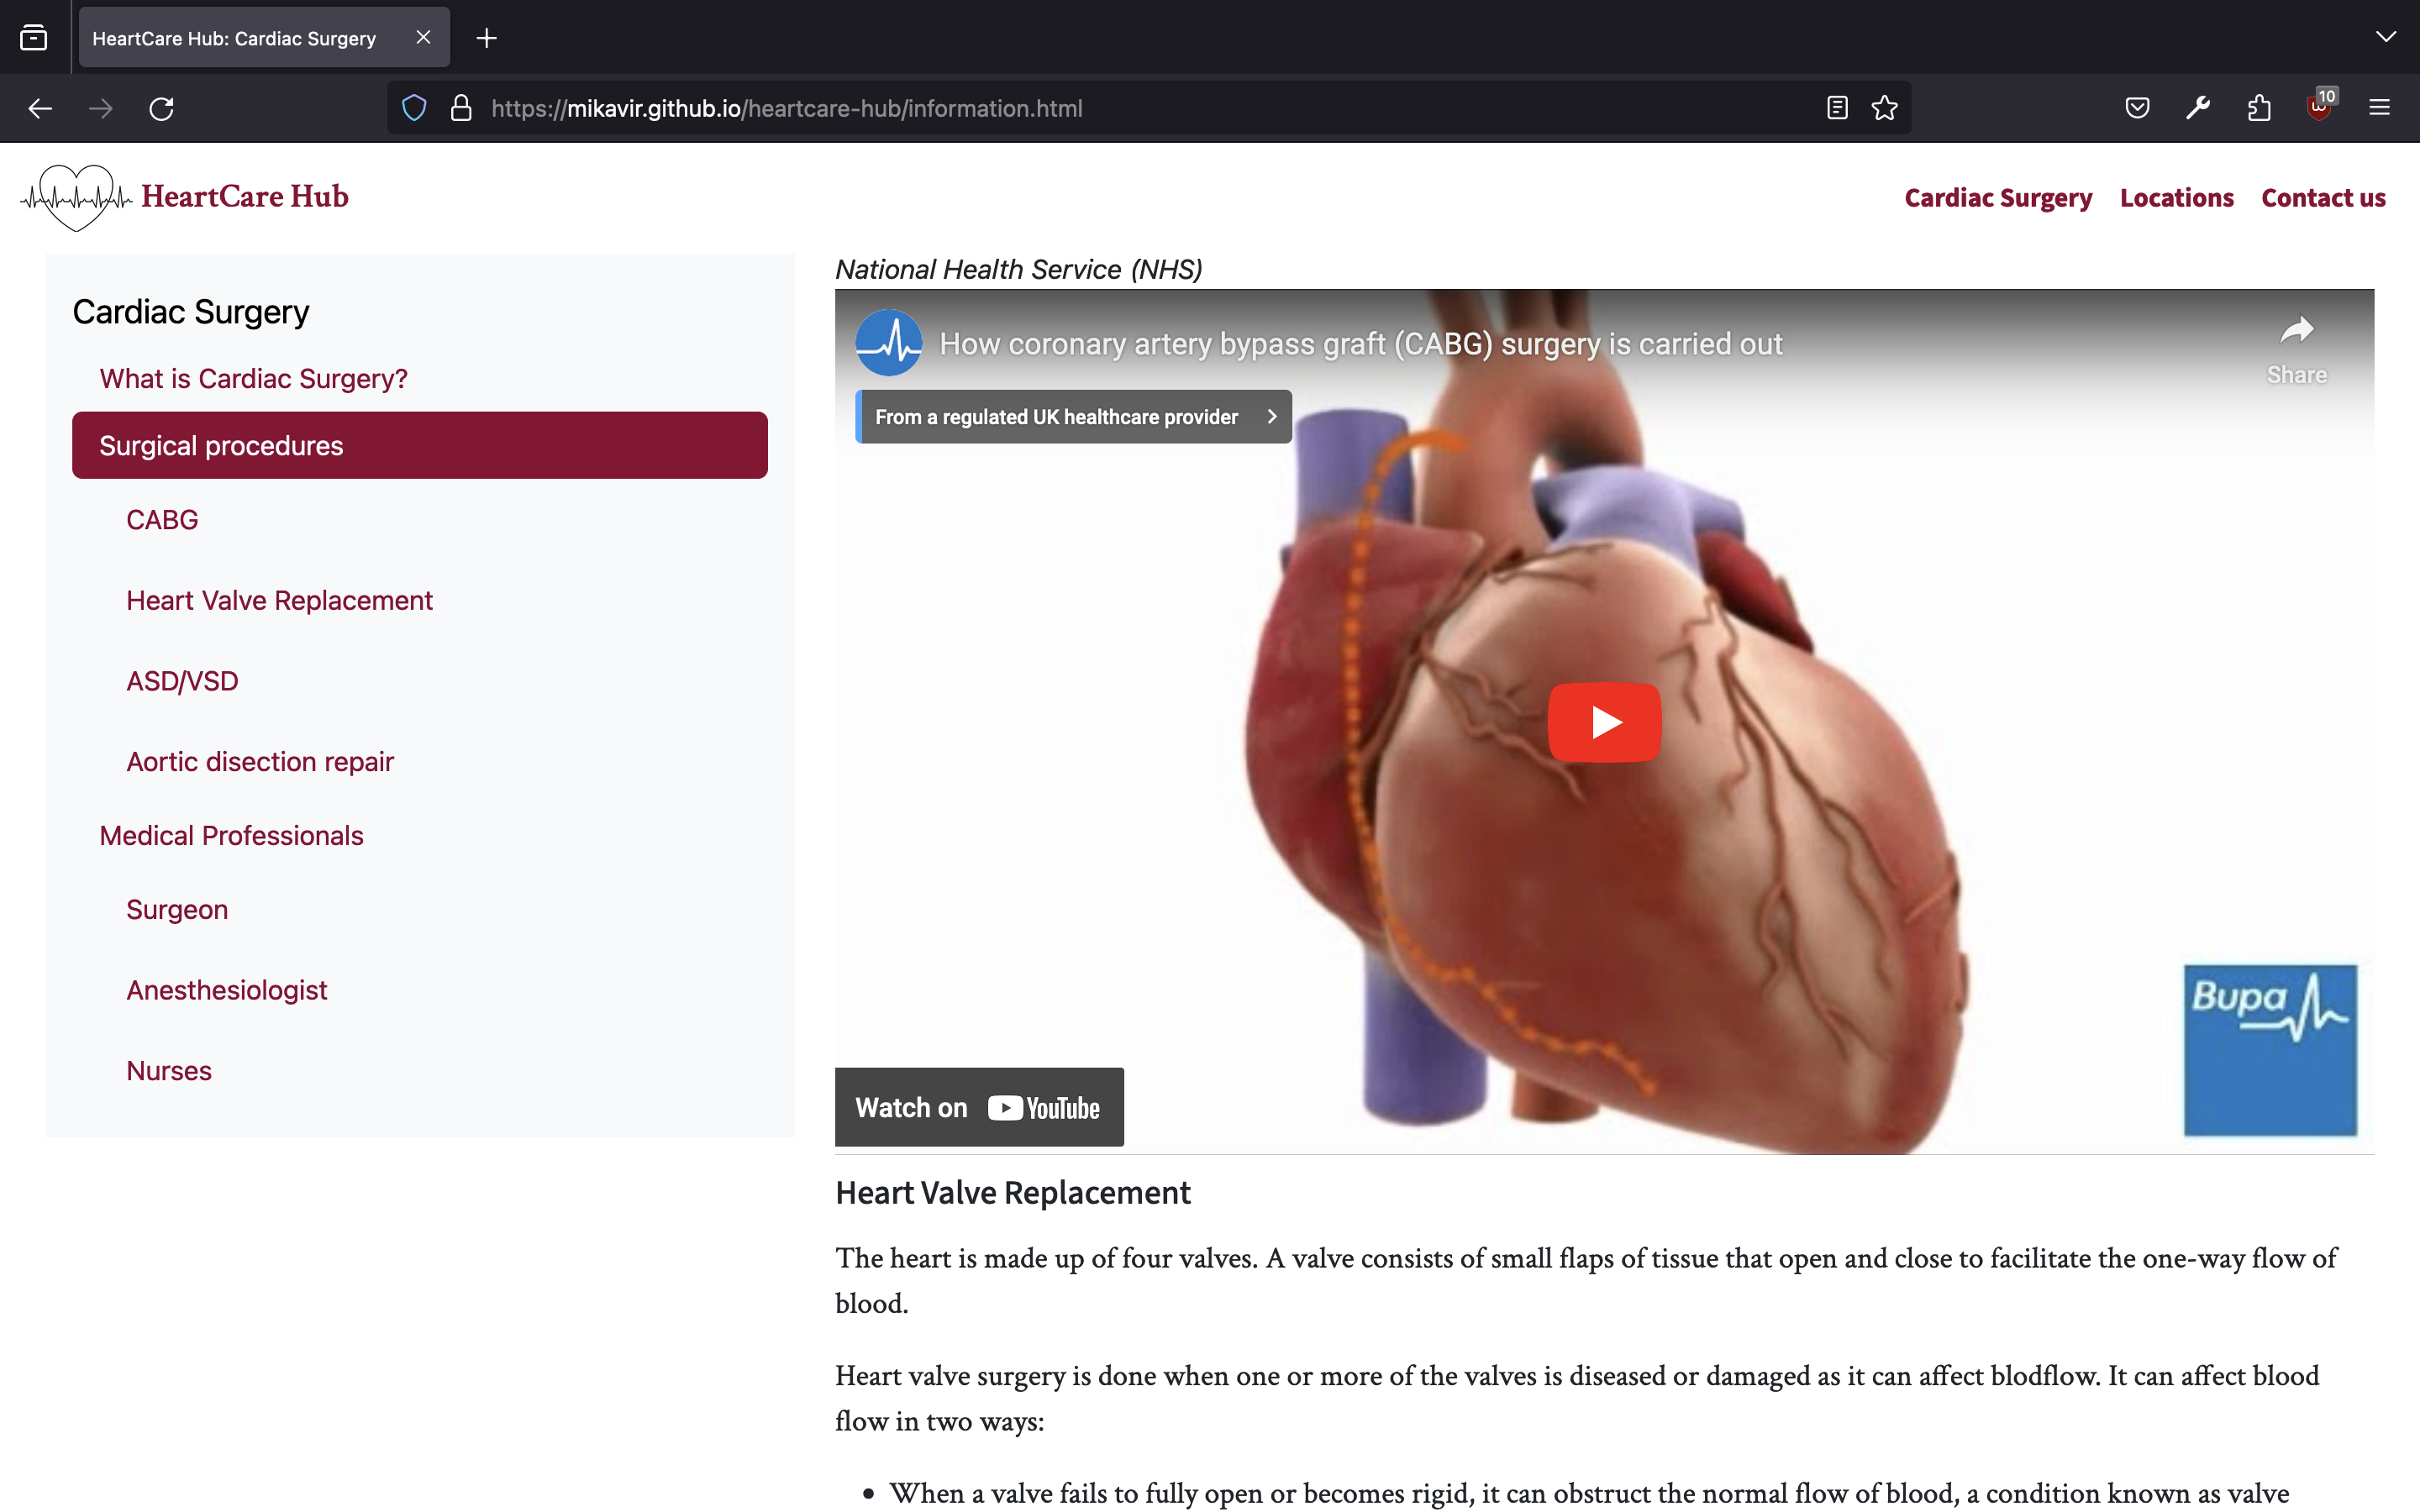 HeartCare Hub: Cardiac Surgery
https://mikavir.github.io/heartcare-hub/information.html
10
HeartCare Hub
Cardiac Surgery
Locations
Contact us
Cardiac Surgery
What is Cardiac Surgery?
Surgical procedures
CABG
Heart Valve Replacement
ASD/VSD
Aortic disection repair
Medical Professionals
Surgeon
Anesthesiologist
Nurses
National Health Service (NHS)
How coronary artery bypass graft (CABG) surgery is carried out
Share
From a regulated UK healthcare provider
Bupa
Watch on YouTube
Heart Valve Replacement
The heart is made up of four valves. A valve consists of small flaps of tissue that open and close to facilitate the one-way flow of
blood.
Heart valve surgery is done when one or more of the valves is diseased or damaged as it can affect blodflow. It can affect blood
flow in two ways:
• When a valve fails to fully open or becomes rigid, it can obstruct the normal flow of blood, a condition known as valve